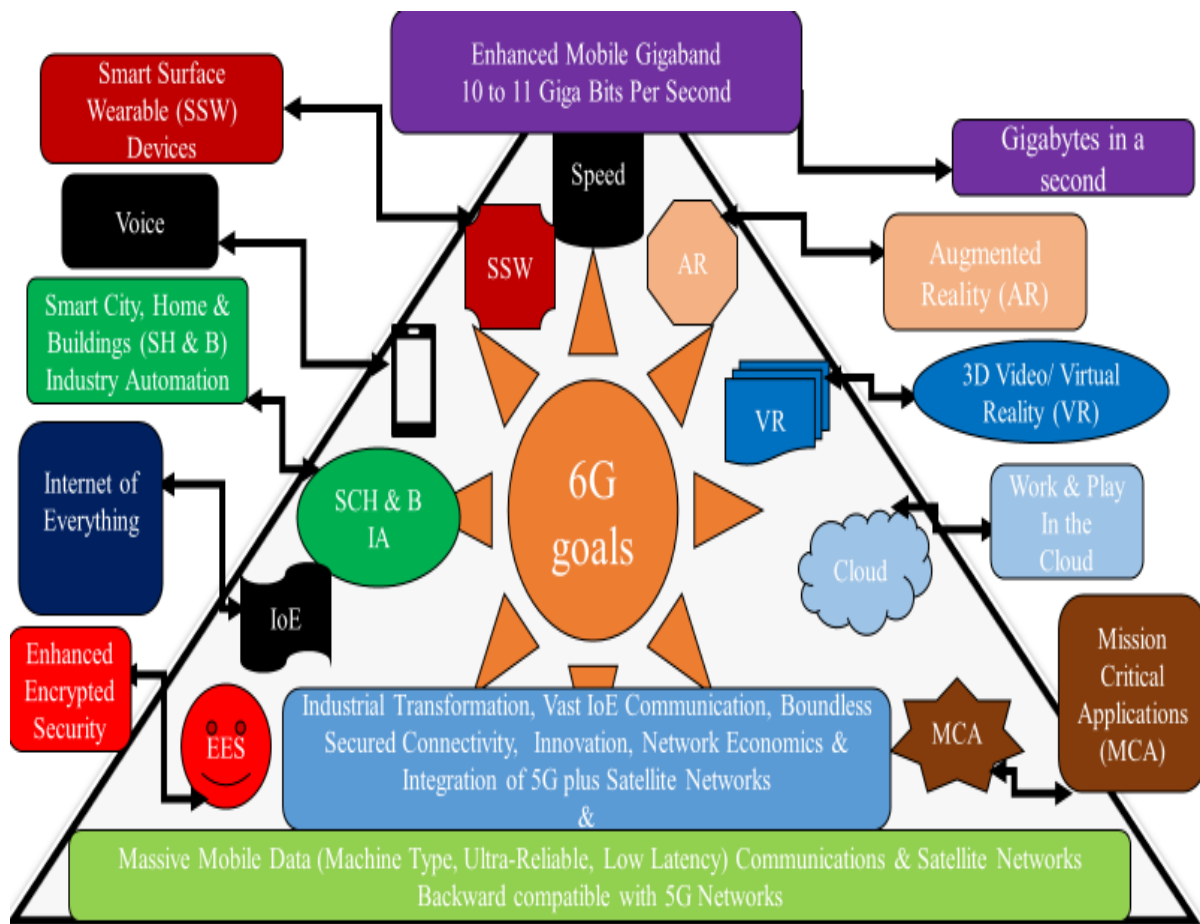 Enhanced Mobile Gigaband
10 to 11 Giga Bits Per Second
Smart Surface
Wearable (SSW)
Devices
Gigabytes in a
second
Speed
Voice
SSW
AR
Augmented
Reality (AR)
Smart City, Home &
Buildings (SH & B)
Industry Automation
3D Video/ Virtual
Reality (VR)
VR
Internet of
Everything
SCH & B
IA
6G
goals
Work & Play
In the
Cloud
Cloud
IoE
Enhanced
Encrypted
Security
EES
Industrial Transformation, Vast IoE Communication, Boundless
Secured Connectivity, Innovation, Network Economics &
Integration of 5G plus Satellite Networks
&
MCA
Mission
Critical
Applications
(MCA)
Massive Mobile Data (Machine Type, Ultra-Reliable, Low Latency) Communications & Satellite Networks
Backward compatible with 5G Networks